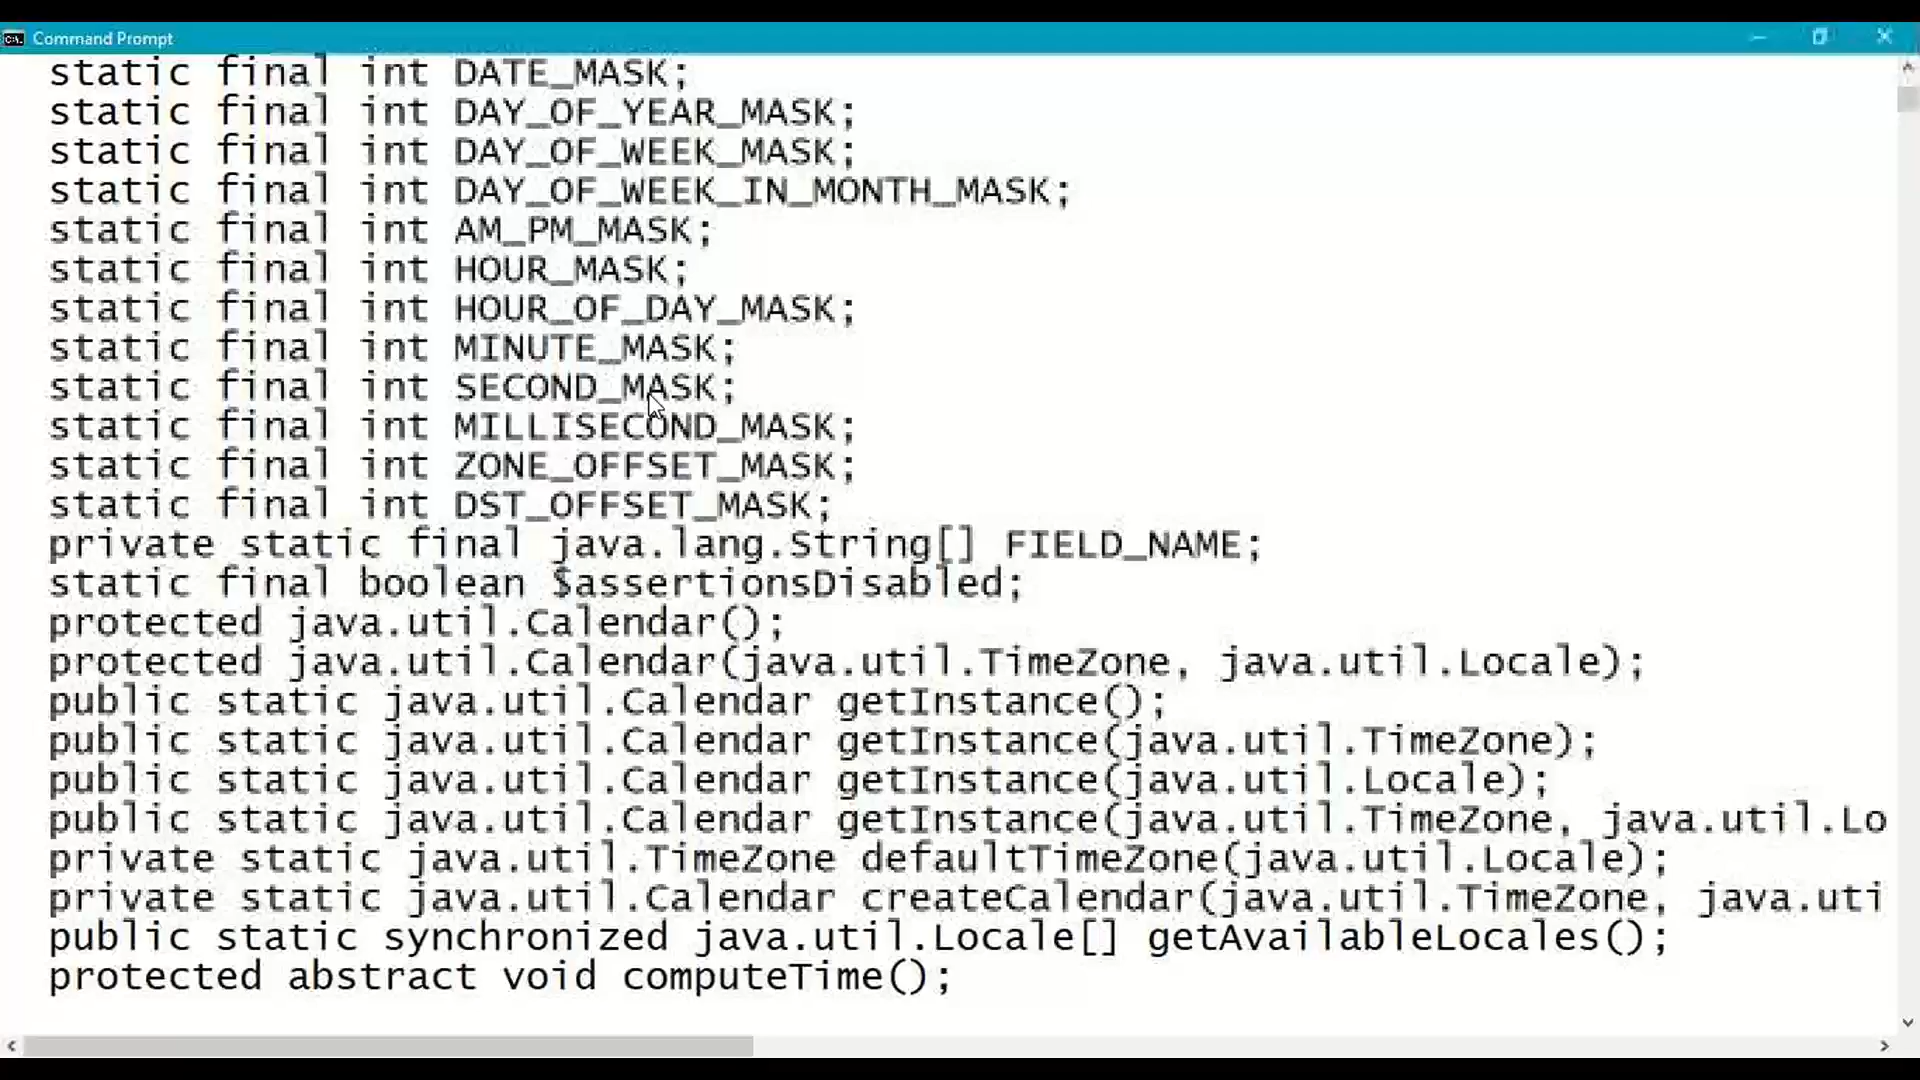 Command Prompt
static final int DATE_MASK;
static final int DAY_OF_YEAR_MASK;
static final int DAY_OF_WEEK_MASK;
static final int DAY_OF_WEEK_IN_MONTH_MASK;
static final int AM_PM_MASK;
static final int HOUR_MASK;
static final int HOUR_OF_DAY_MASK;
static final int MINUTE_MASK;
static final int SECOND_MASK;
static final int MILLISECOND_MASK;
static final int ZONE_OFFSET_MASK;
static final int DST_OFFSET_MASK;
private static final java.lang.String[] FIELD_NAME;
static final boolean $assertionsDisabled;
protected java.util.Calendar();
protected java.util.Calendar(java.util.TimeZone, java.util.Locale);
public static java.util.Calendar getInstance();
public static java.util.Calendar getInstance(java.util.TimeZone);
public static java.util.Calendar getInstance(java.util.Locale);
public static java.util.Calendar getInstance(java.util.TimeZone, java.util.Lo
private static java.util.TimeZone defaultTimeZone(java.util.Locale);
private static java.util.Calendar createCalendar(java.util.TimeZone, java.uti
public static synchronized java.util.Locale[] getAvailableLocales();
protected abstract void computeTime();